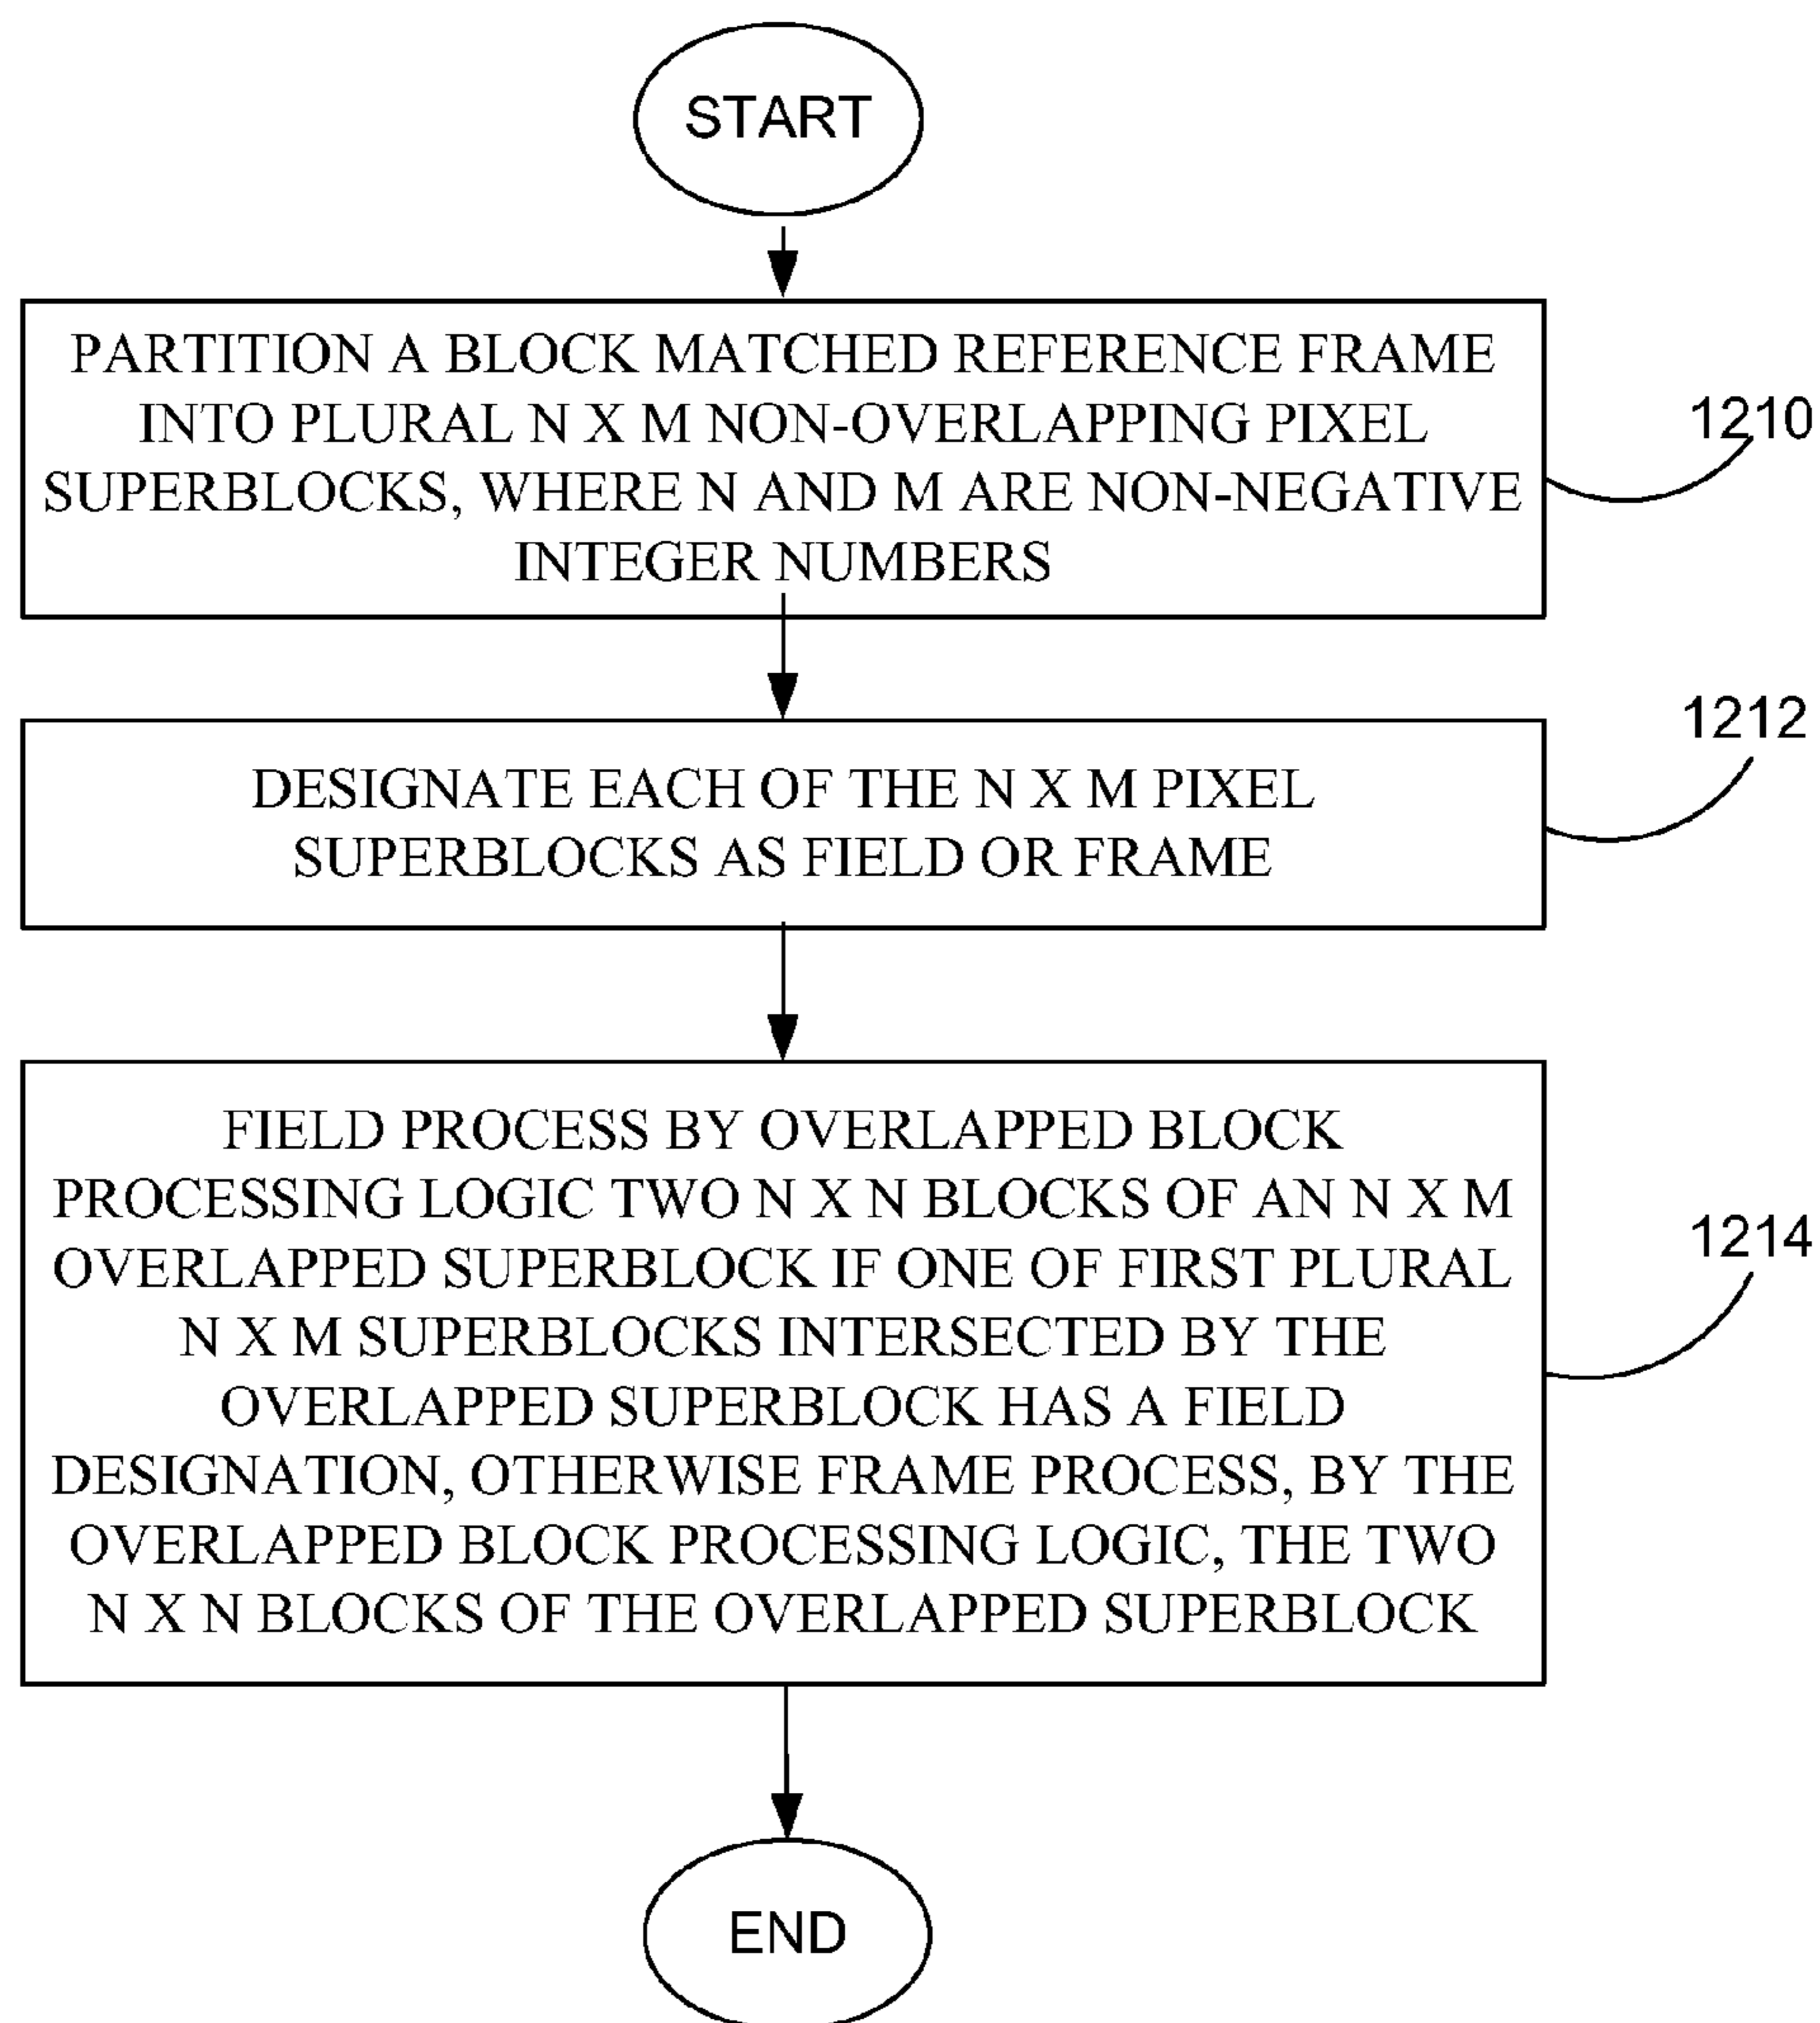 START
PARTITION A BLOCK MATCHED REFERENCE FRAME
INTO PLURAL N X M NON-OVERLAPPING PIXEL
SUPERBLOCKS, WHERE N AND M ARE NON-NEGATIVE
INTEGER NUMBERS
1210
DESIGNATE EACH OF THE N X M PIXEL
SUPERBLOCKS AS FIELD OR FRAME
1212
FIELD PROCESS BY OVERLAPPED BLOCK
PROCESSING LOGIC TWO N X N BLOCKS OF AN N X M
OVERLAPPED SUPERBLOCK IF ONE OF FIRST PLURAL
N X M SUPERBLOCKS INTERSECTED BY THE
OVERLAPPED SUPERBLOCK HAS A FIELD
DESIGNATION, OTHERWISE FRAME PROCESS, BY THE
OVERLAPPED BLOCK PROCESSING LOGIC, THE TWO
N X N BLOCKS OF THE OVERLAPPED SUPERBLOCK
1214
END